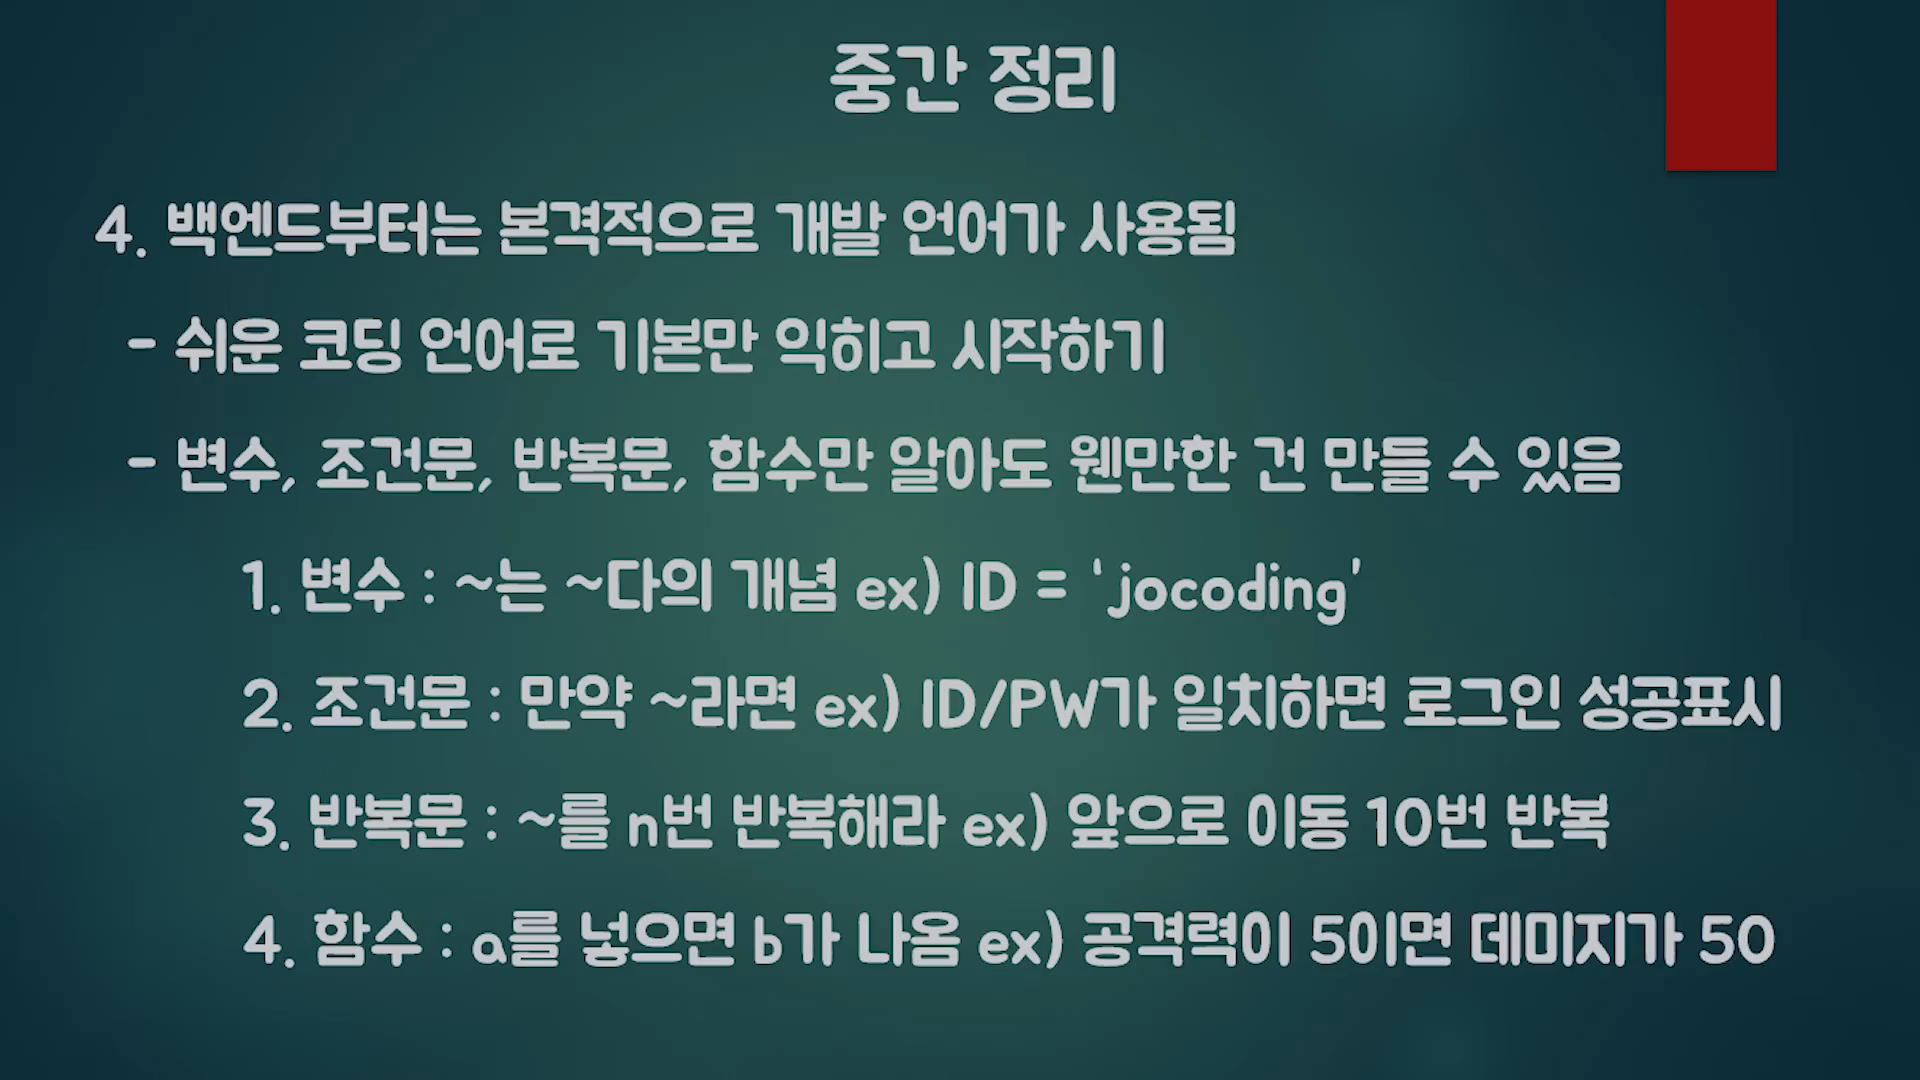 중간 정리
4. 백엔드부터는 본격적으로 개발 언어가 사용됨
- 쉬운 코딩 언어로 기본만 익히고 시작하기
- 변수, 조건문, 반복문, 함수만 알아도 웬만한 건 만들 수 있음
1. 변수 : ~는 ~다의 개념 ex) ID = 'jocoding'
2. 조건문 : 만약 ~라면 ex) ID/PW가 일치하면 로그인 성공표시
3. 반복문 : ~를 n번 반복해라 ex) 앞으로 이동 10번 반복
4. 함수 : a를 넣으면 b가 나옴 ex) 공격력이 5이면 데미지가 50